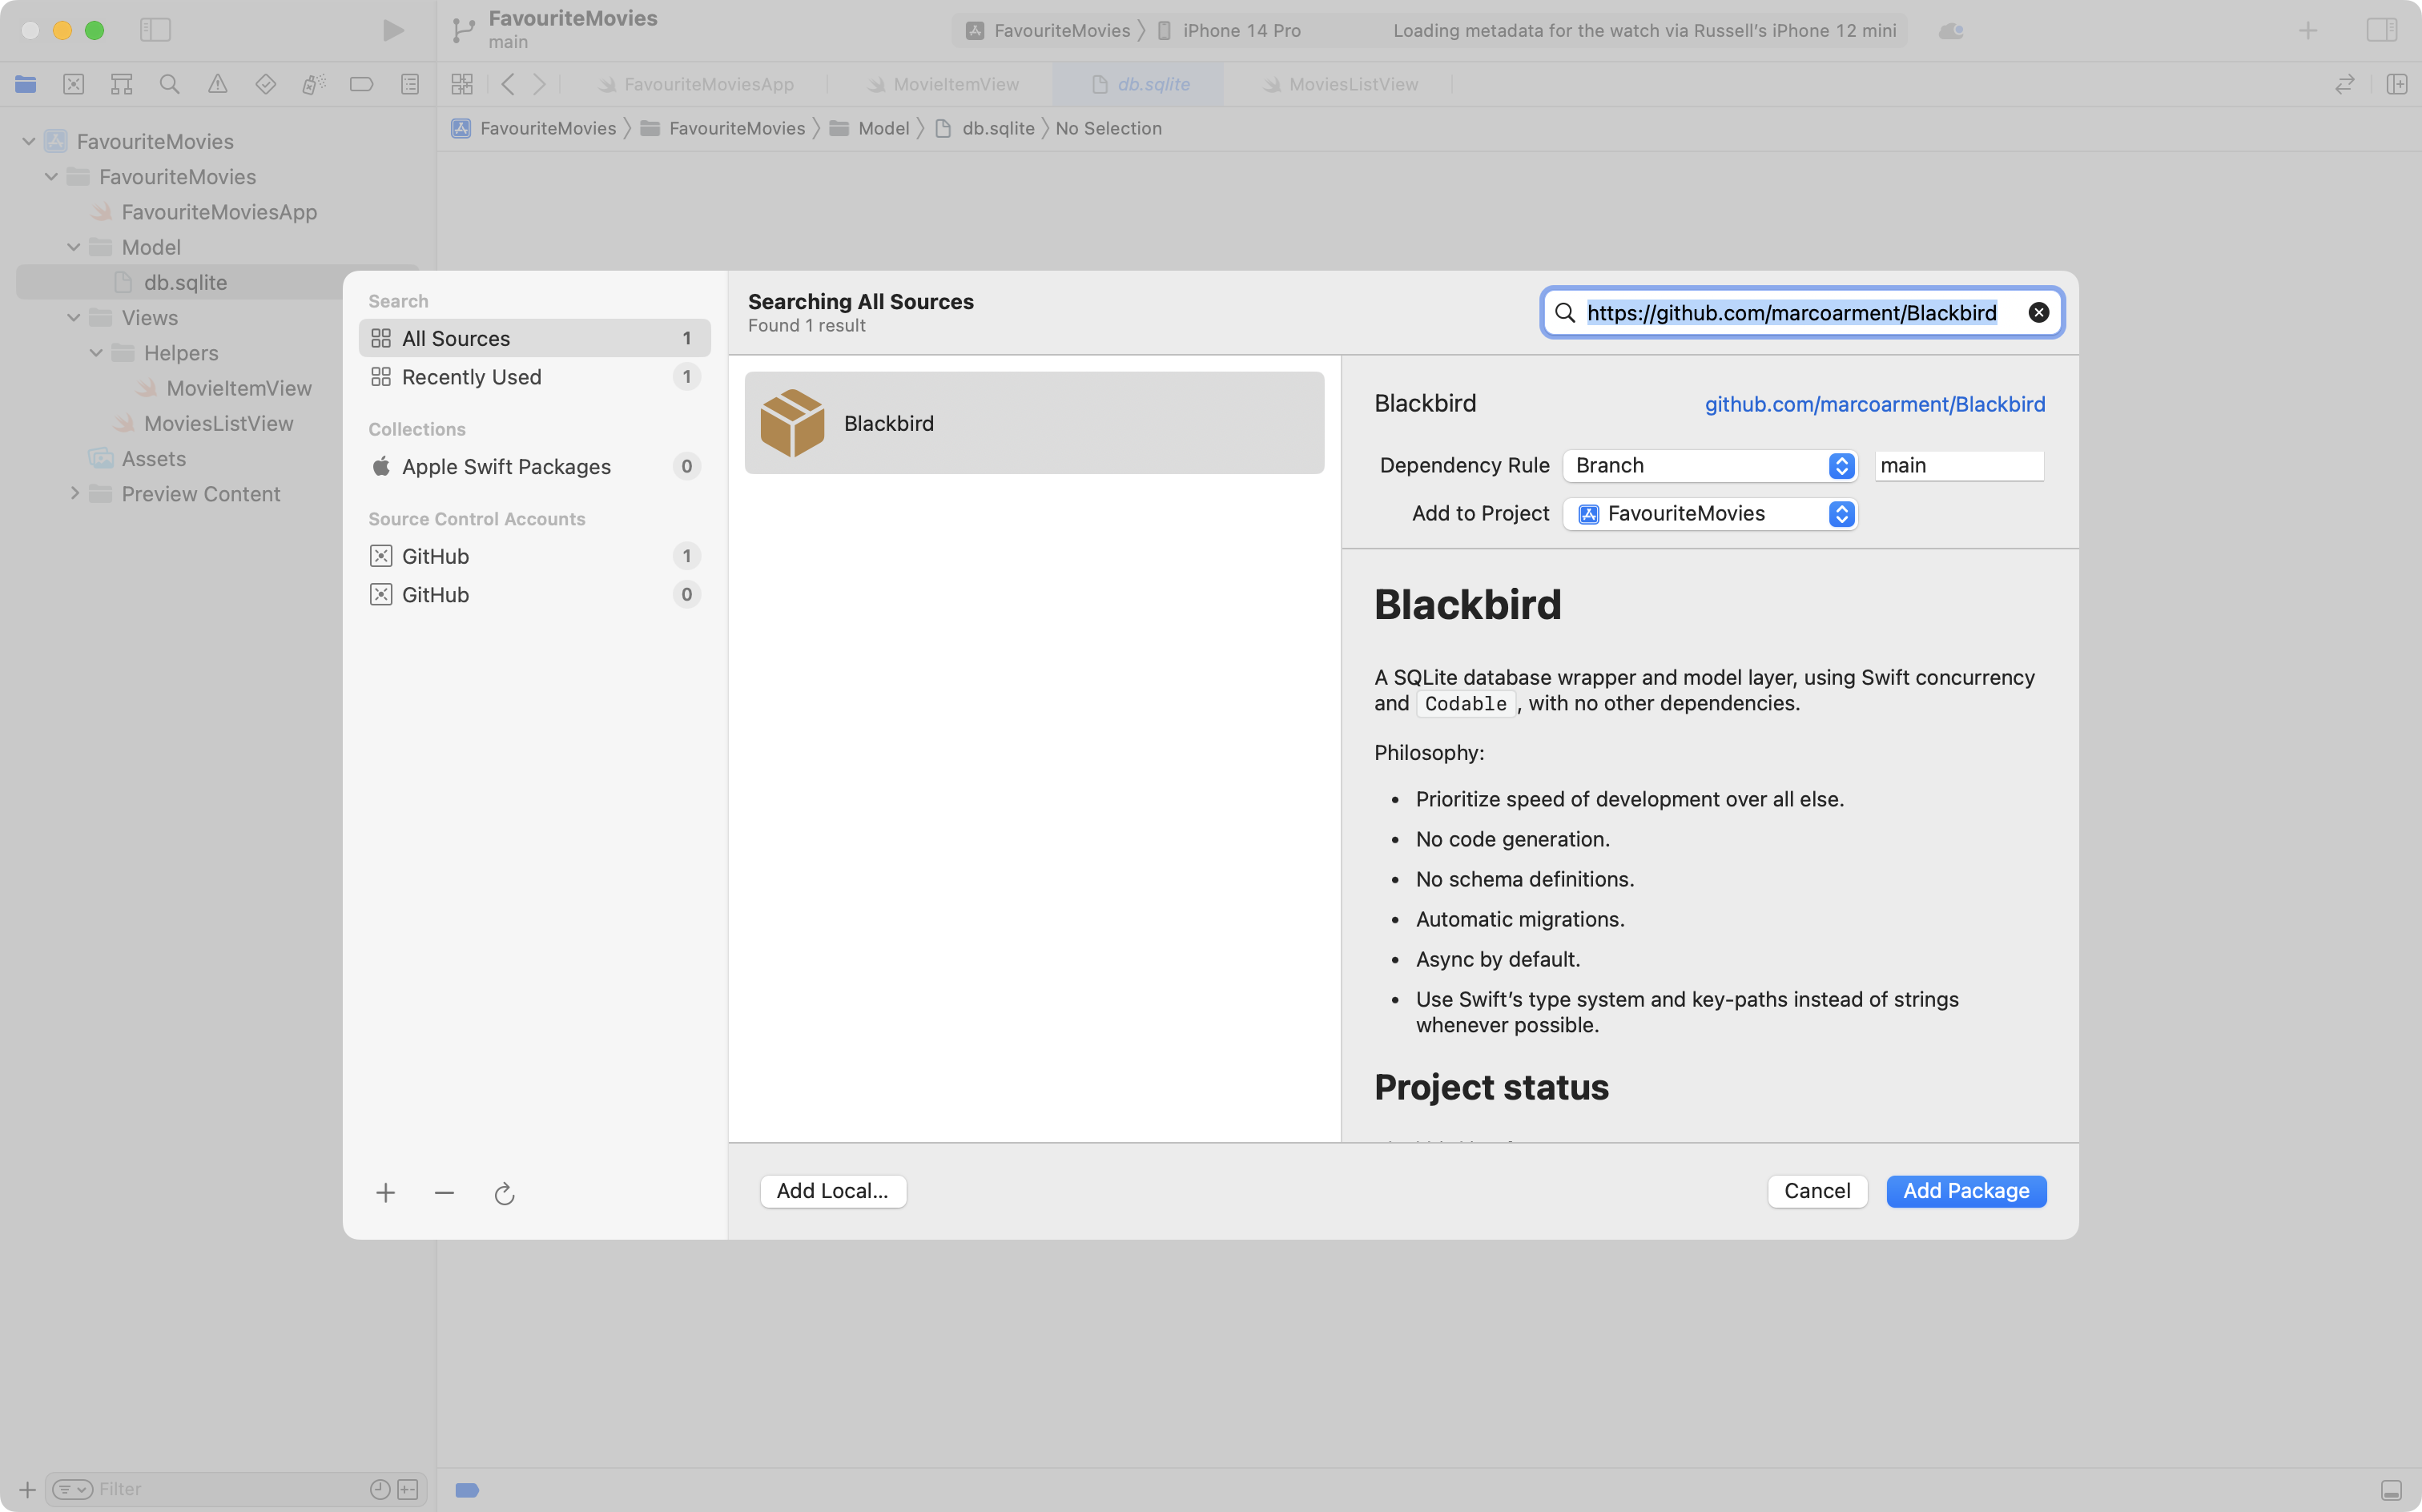 FavouriteMovies
main
FavouriteMovies
iPhone 14 Pro
Loading metadata for the watch via Russell’s iPhone 12 mini
FavouriteMoviesApp
MovieItemView
db.sqlite
MoviesListView
FavouriteMovies
FavouriteMovies
Model
db.sqlite
No Selection
FavouriteMovies
FavouriteMovies
FavouriteMoviesApp
Model
db.sqlite
Views
Helpers
MovieItemView
MoviesListView
Assets
Preview Content
Filter
Search
All Sources 1
Recently Used 1
Collections
Apple Swift Packages 0
Source Control Accounts
GitHub 1
GitHub 0
Searching All Sources
Found 1 result
https://github.com/marcoarment/Blackbird
Blackbird
Blackbird
github.com/marcoarment/Blackbird
Dependency Rule Branch main
Add to Project FavouriteMovies
Blackbird
A SQLite database wrapper and model layer, using Swift concurrency
and Codable, with no other dependencies.
Philosophy:
• Prioritize speed of development over all else.
• No code generation.
• No schema definitions.
• Automatic migrations.
• Async by default.
• Use Swift’s type system and key-paths instead of strings
whenever possible.
Project status
Add Local...
Cancel
Add Package